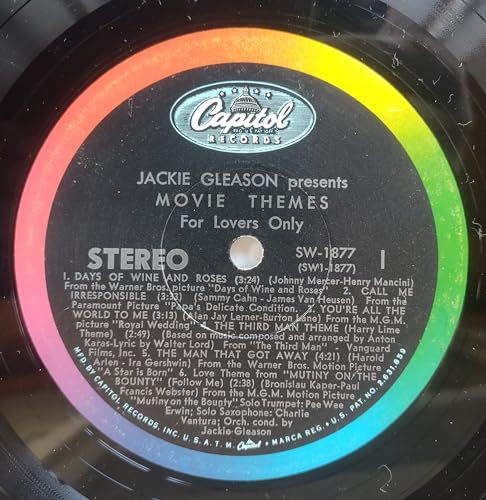 Capitol
RECORDS
JACKIE GLEASON presents
MOVIE THEMES
For Lovers Only
STEREO SW-1877 1
(SW1-1877)
1. DAYS OF WINE AND ROSES (3:24) (Johnny Mercer-Henry Mancini)
From the Warner Bros. picture "Days of Wine and Roses" 2. CALL ME
IRRESPONSIBLE (3:33) (Sammy Cahn - James Van Heusen) From the
Paramount Picture "Papa's Delicate Condition. 3. YOU'RE ALL THE
WORLD TO ME (3:13) (Alan Jay Lerner-Burton Lane) From the M.G.M.
picture "Royal Wedding") 4. THE THIRD MAN THEME (Harry Lime
Theme) (2:49) (Based on music composed and arranged by Anton
Karas-Lyric by Walter Lord) From "The Third Man" - Vanguard
Films, Inc. 5. THE MAN THAT GOT AWAY (4:21) (Harold
Arlen - Ira Gershwin) From the Warner Bros. Motion Picture
"A Star is Born" 6. Love Theme from "MUTINY ON THE
BOUNTY" (Follow Me) (2:38) (Bronislau Kaper-Paul
Francis Webster) From the M.G.M. Motion Picture
"Mutiny on the Bounty" Solo Trumpet: Pee Wee
Erwin; Solo Saxophone: Charlie
Ventura; Orch. cond. by
Jackie Gleason
MFD. BY CAPITOL RECORDS, INC. U.S.A. T.M. Capitol MARCA REG. • U.S. PAT. NO. 2,631,859